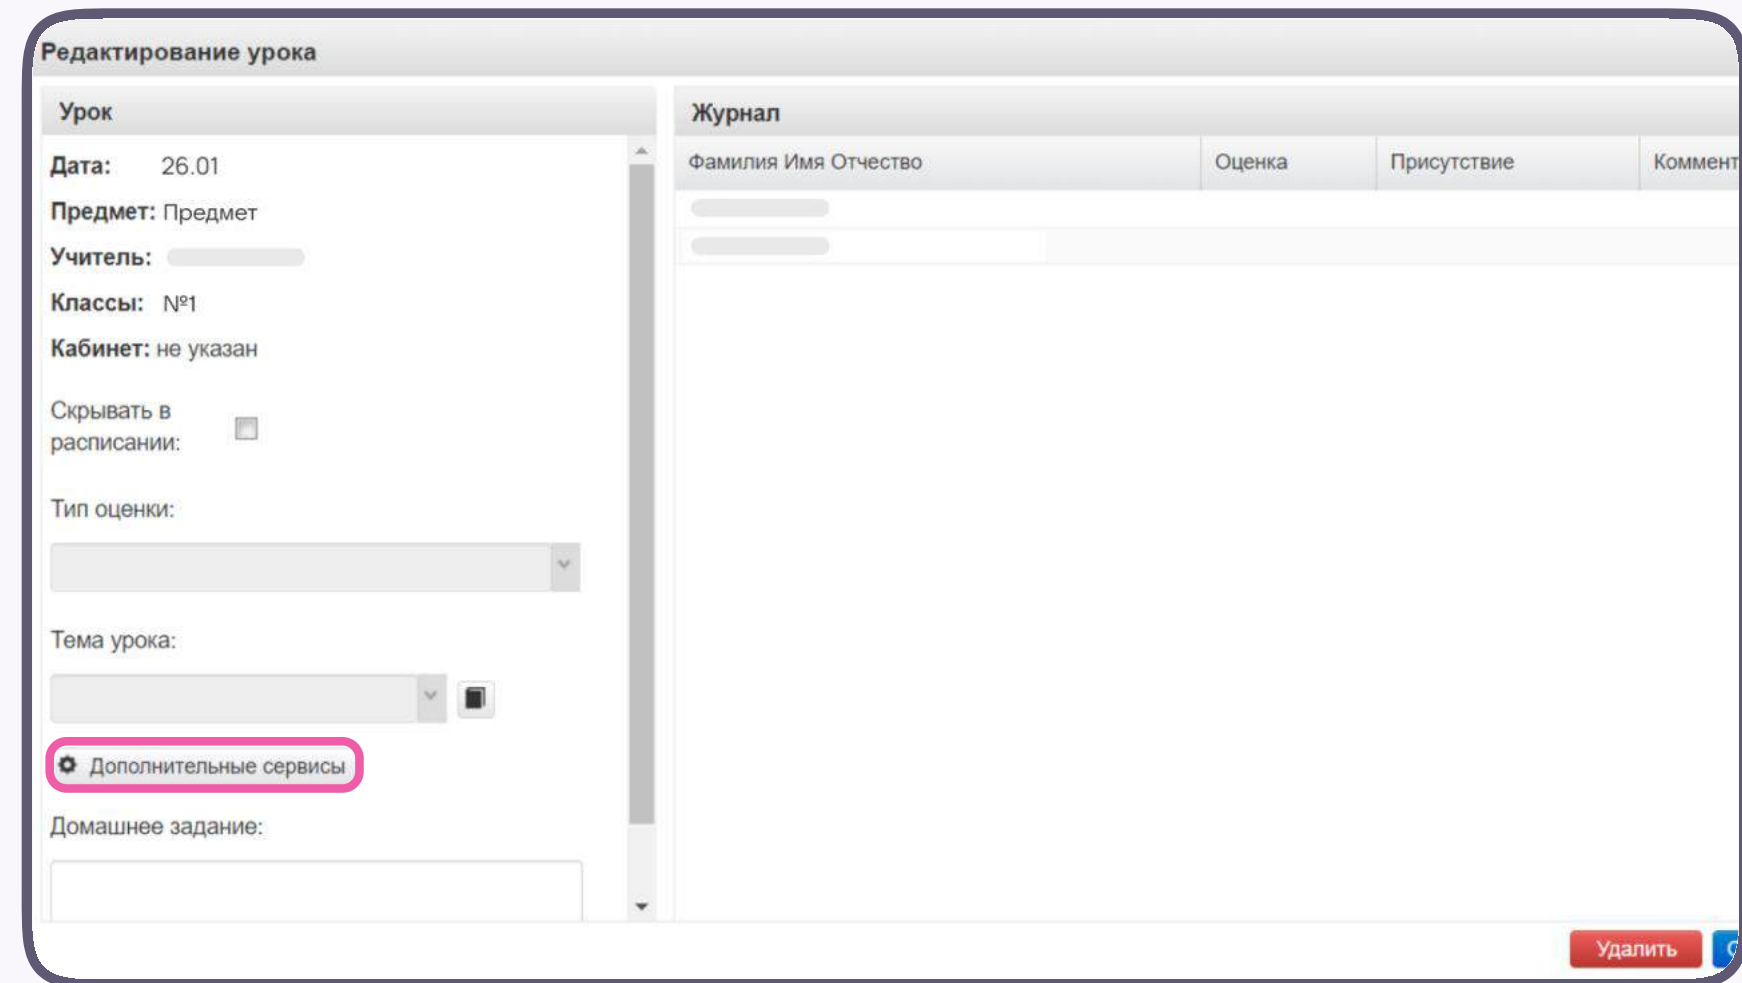 Редактирование урока
Урок
Дата: 26.01
Предмет: Предмет
Учитель:
Классы: №1
Кабинет: не указан
Скрывать в
расписании:
Тип оценки:
Тема урока:
Дополнительные сервисы
Домашнее задание:
Журнал
Фамилия Имя Отчество Оценка Присутствие Коммент
Удалить